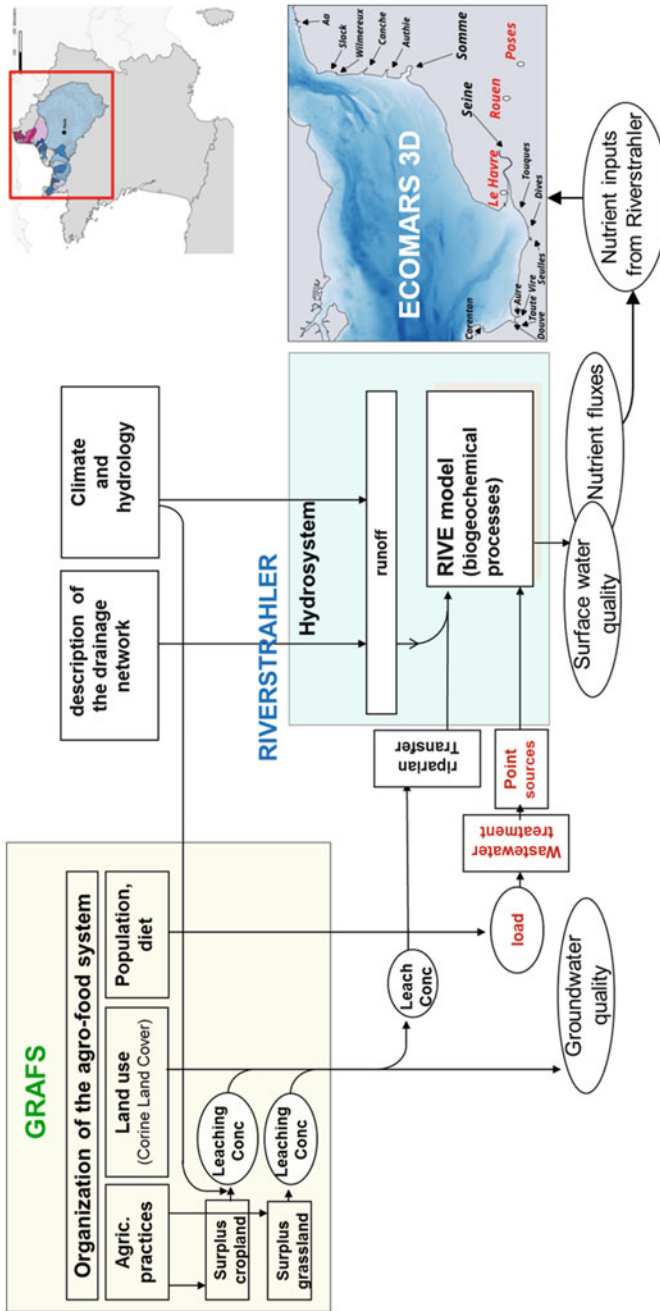 GRAFS
Organization of the agro-food system
Agric.
practices
Land use
(Corine Land Cover)
Population,
diet
Surplus
cropland
Leaching
Conc
Surplus
grassland
Leaching
Conc
Leach
Conc
load
Groundwater
quality
description of
the drainage
network
Climate
and
hydrology
RIVERSTRAHLER
Hydrosystem
runoff
riparian
Transfer
Wastewater
treatment
Point
sources
RIVE model
(biogeochemical
processes)
Surface water
quality
Nutrient fluxes
Nutrient inputs
from Riverstrahler
ECOMARS 3D
Aa
Slack
Wilmereux
Canche
Authie
Somme
Seine
Le Havre
Rouen
Poses
Carentan
Aure
Taute Vire
Douve
Seulles
Dives
Touques